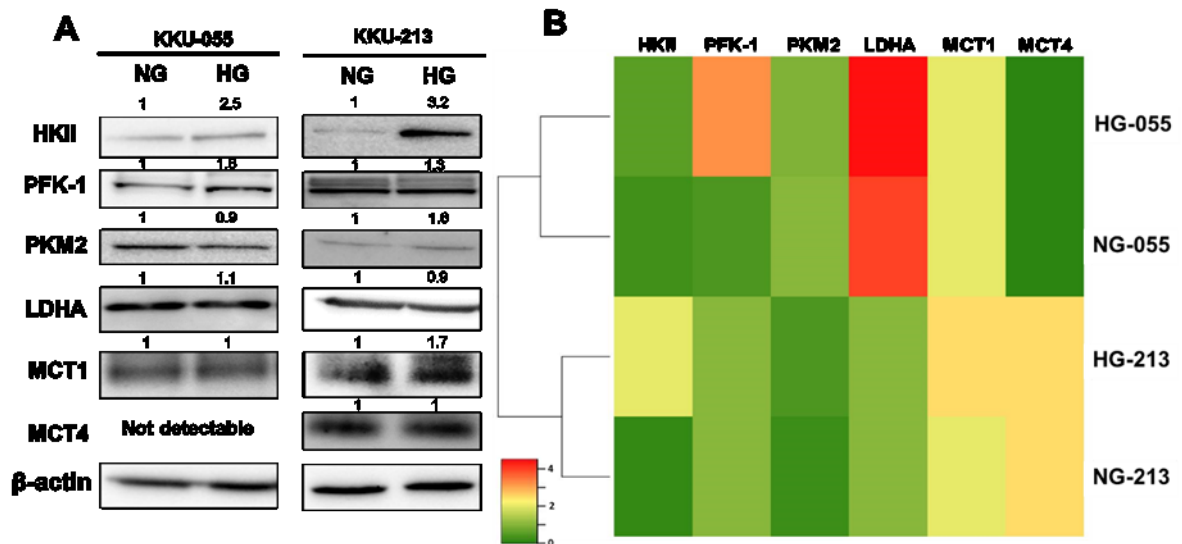 A
KKU-055
KKU-213
NG HG
NG HG
1 2.5
1 3.2
HKII
1 1.8
1 1.3
PFK-1
1 0.9
1 1.6
PKM2
1 1.1
1 0.9
LDHA
1 1
1 1.7
MCT1
1 1
MCT4
Not detectable
β-actin
B
HKII PFK-1 PKM2 LDHA MCT1 MCT4
HG-055
NG-055
HG-213
NG-213
4
2
0